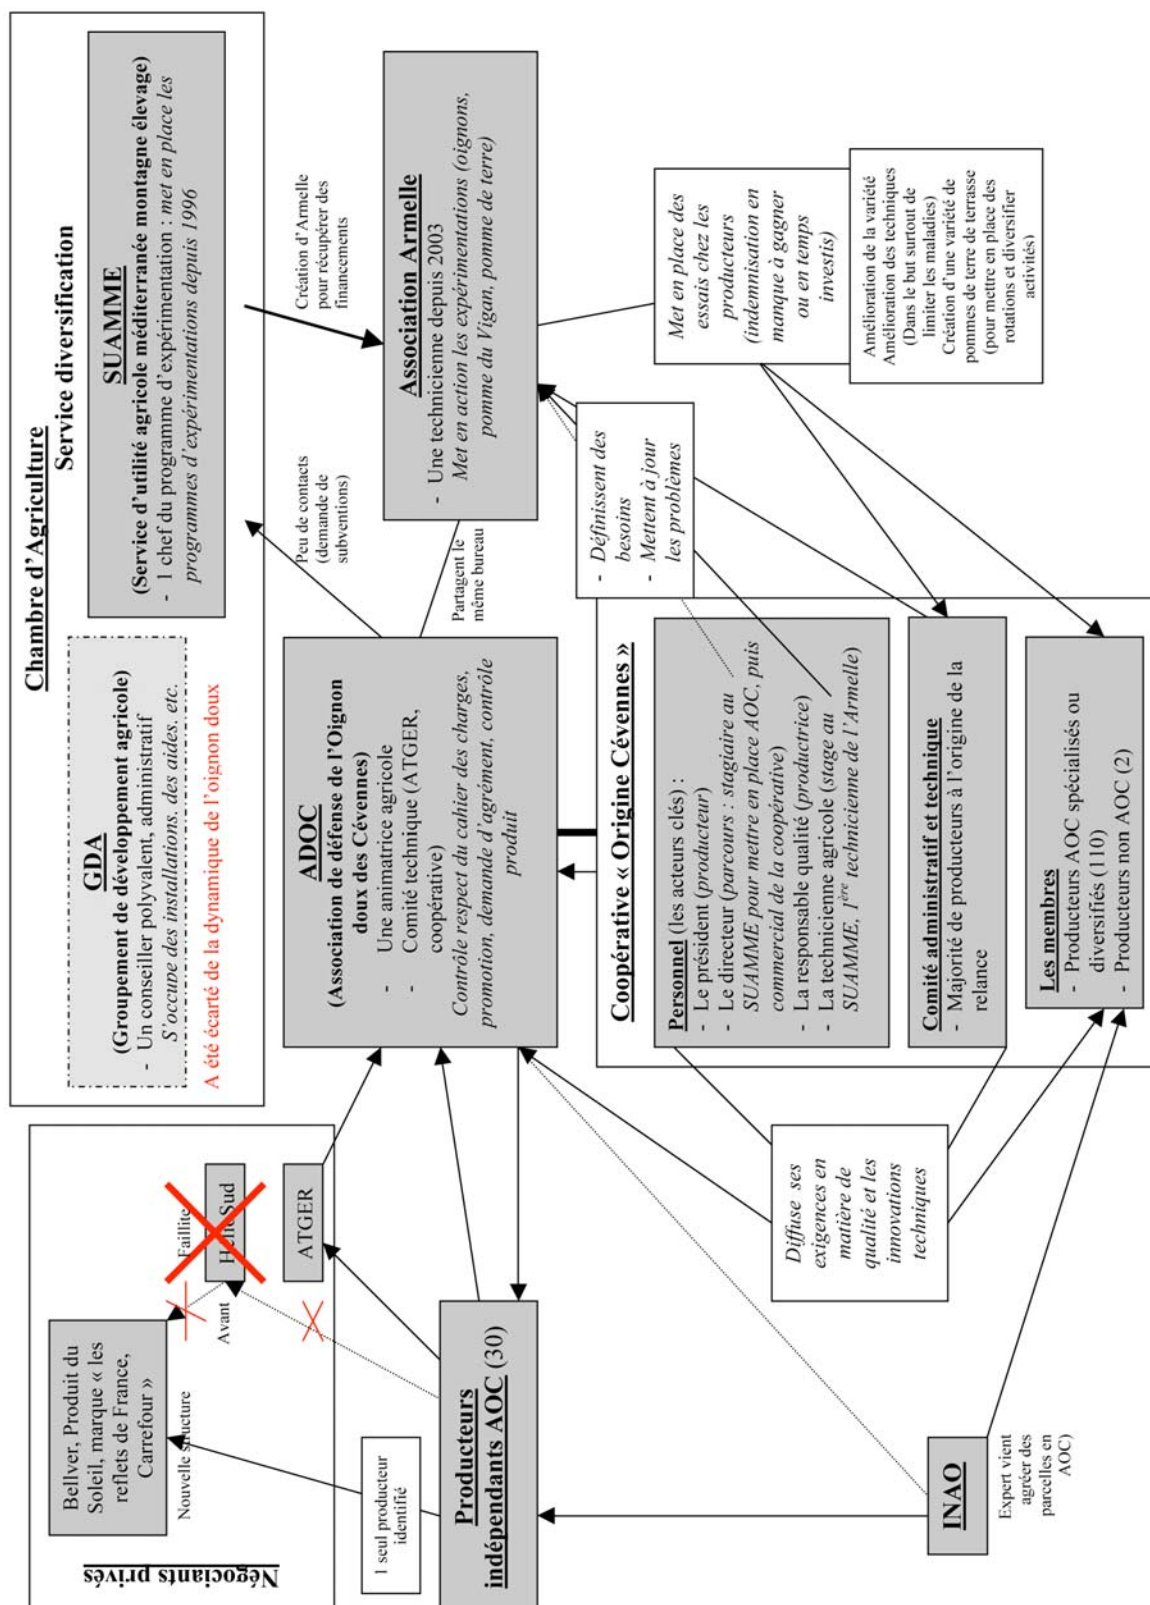 Chambre d'Agriculture
Service diversification
GDA
(Groupement de développement agricole)
- Un conseiller polyvalent, administratif
S'occupe des installations, des aides, etc.
A été écarté de la dynamique de l'oignon doux
SUAMME
(Service d'utilité agricole méditerranée montagne élevage)
- 1 chef du programme d'expérimentation : met en place les
programmes d'expérimentations depuis 1996
Négociants privés
Bellver, Produit du
Soleil, marque « les
reflets de France,
Carrefour »
Nouvelle structure
Avant
Faillite
Hélio Sud
ATGER
Peu de contacts
(demande de
subventions)
Création d'Armelle
pour récupérer des
financements
ADOC
(Association de défense de l'Oignon
doux des Cévennes)
- Une animatrice agricole
- Comité technique (ATGER,
coopérative)
Contrôle respect du cahier des charges,
promotion, demande d'agrément, contrôle
produit
Partagent le
même bureau
Association Armelle
- Une technicienne depuis 2003
Met en action les expérimentations (oignons,
pomme du Vigan, pomme de terre)
1 seul producteur
identifié
Producteurs
indépendants AOC (30)
- Définissent des
besoins
- Mettent à jour
les problèmes
Met en place des
essais chez les
producteurs
(indemnisation en
manque à gagner
ou en temps
investis)
Amélioration de la variété
Amélioration des techniques
(Dans le but surtout de
limiter les maladies)
Création d'une variété de
pommes de terre de terrasse
(pour mettre en place des
rotations et diversifier
activités)
Coopérative « Origine Cévennes »
Personnel (les acteurs clés) :
- Le président (producteur)
- Le directeur (parcours : stagiaire au
SUAMME pour mettre en place AOC, puis
commercial de la coopérative)
- La responsable qualité (productrice)
- La technicienne agricole (stage au
SUAMME, 1ère technicienne de l'Armelle)
Comité administratif et technique
- Majorité de producteurs à l'origine de la
relance
Les membres
- Producteurs AOC spécialisés ou
diversifiés (110)
- Producteurs non AOC (2)
Diffuse ses
exigences en
matière de
qualité et les
innovations
techniques
INAO
Expert vient
agréer des
parcelles en
AOC)